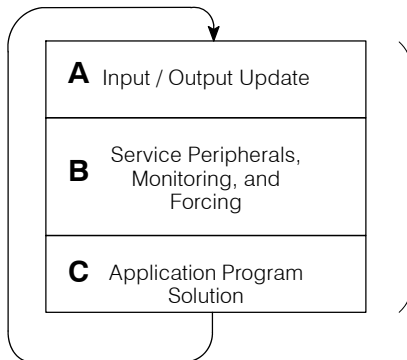 A Input / Output Update
B Service Peripherals,
Monitoring, and
Forcing
C Application Program
Solution